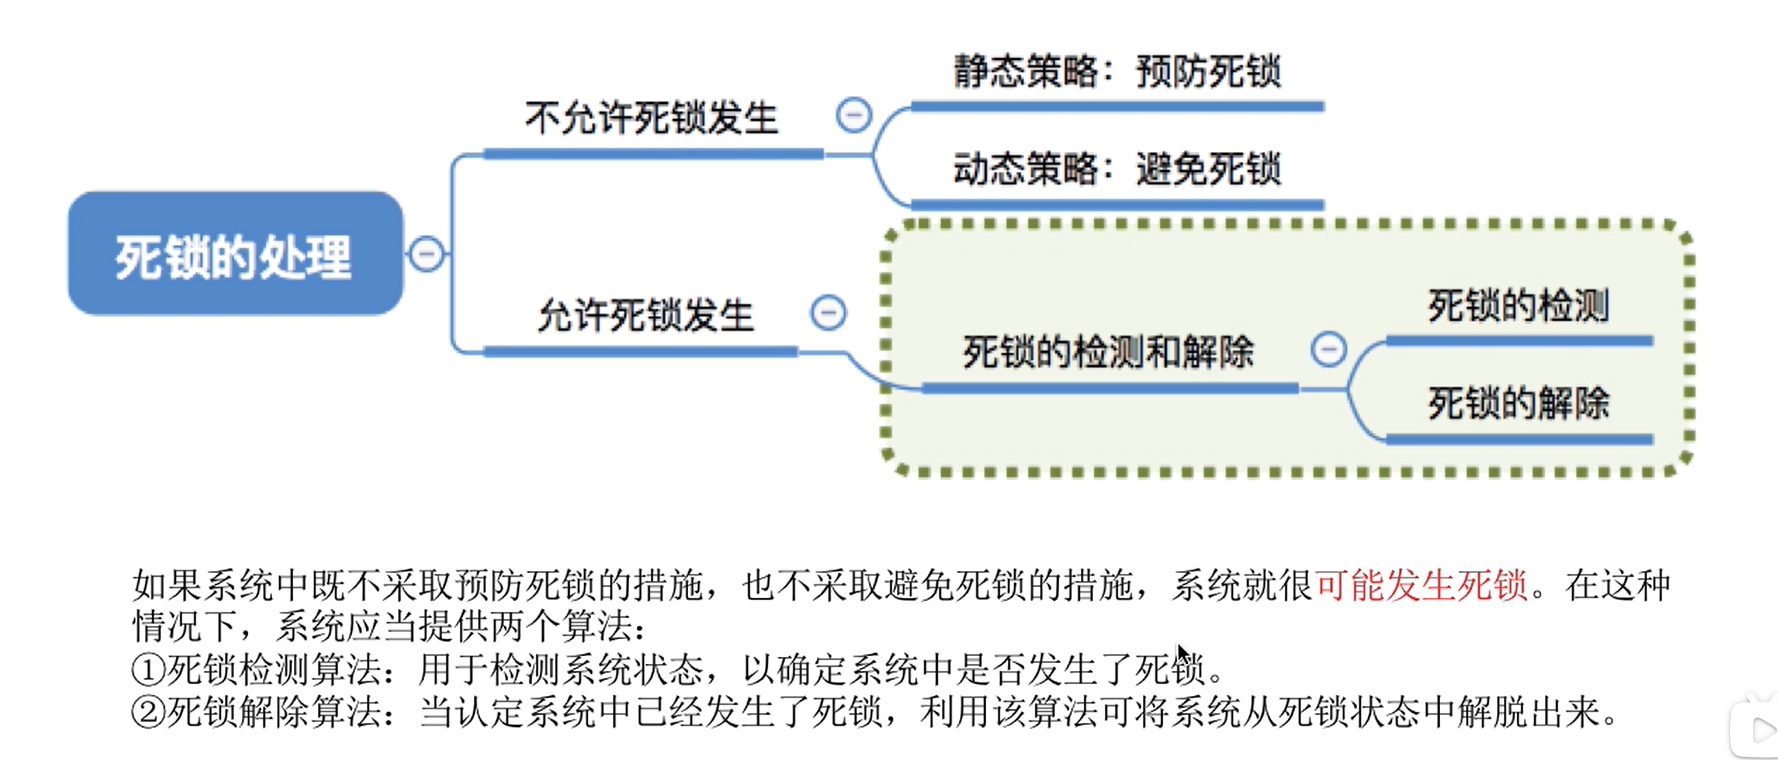 静态策略：预防死锁
不允许死锁发生
动态策略：避免死锁
死锁的处理
允许死锁发生
死锁的检测
死锁的检测和解除
死锁的解除
如果系统中既不采取预防死锁的措施，也不采取避免死锁的措施，系统就很可能发生死锁。在这种
情况下，系统应当提供两个算法：
①死锁检测算法：用于检测系统状态，以确定系统中是否发生了死锁。
②死锁解除算法：当认定系统中已经发生了死锁，利用该算法可将系统从死锁状态中解脱出来。